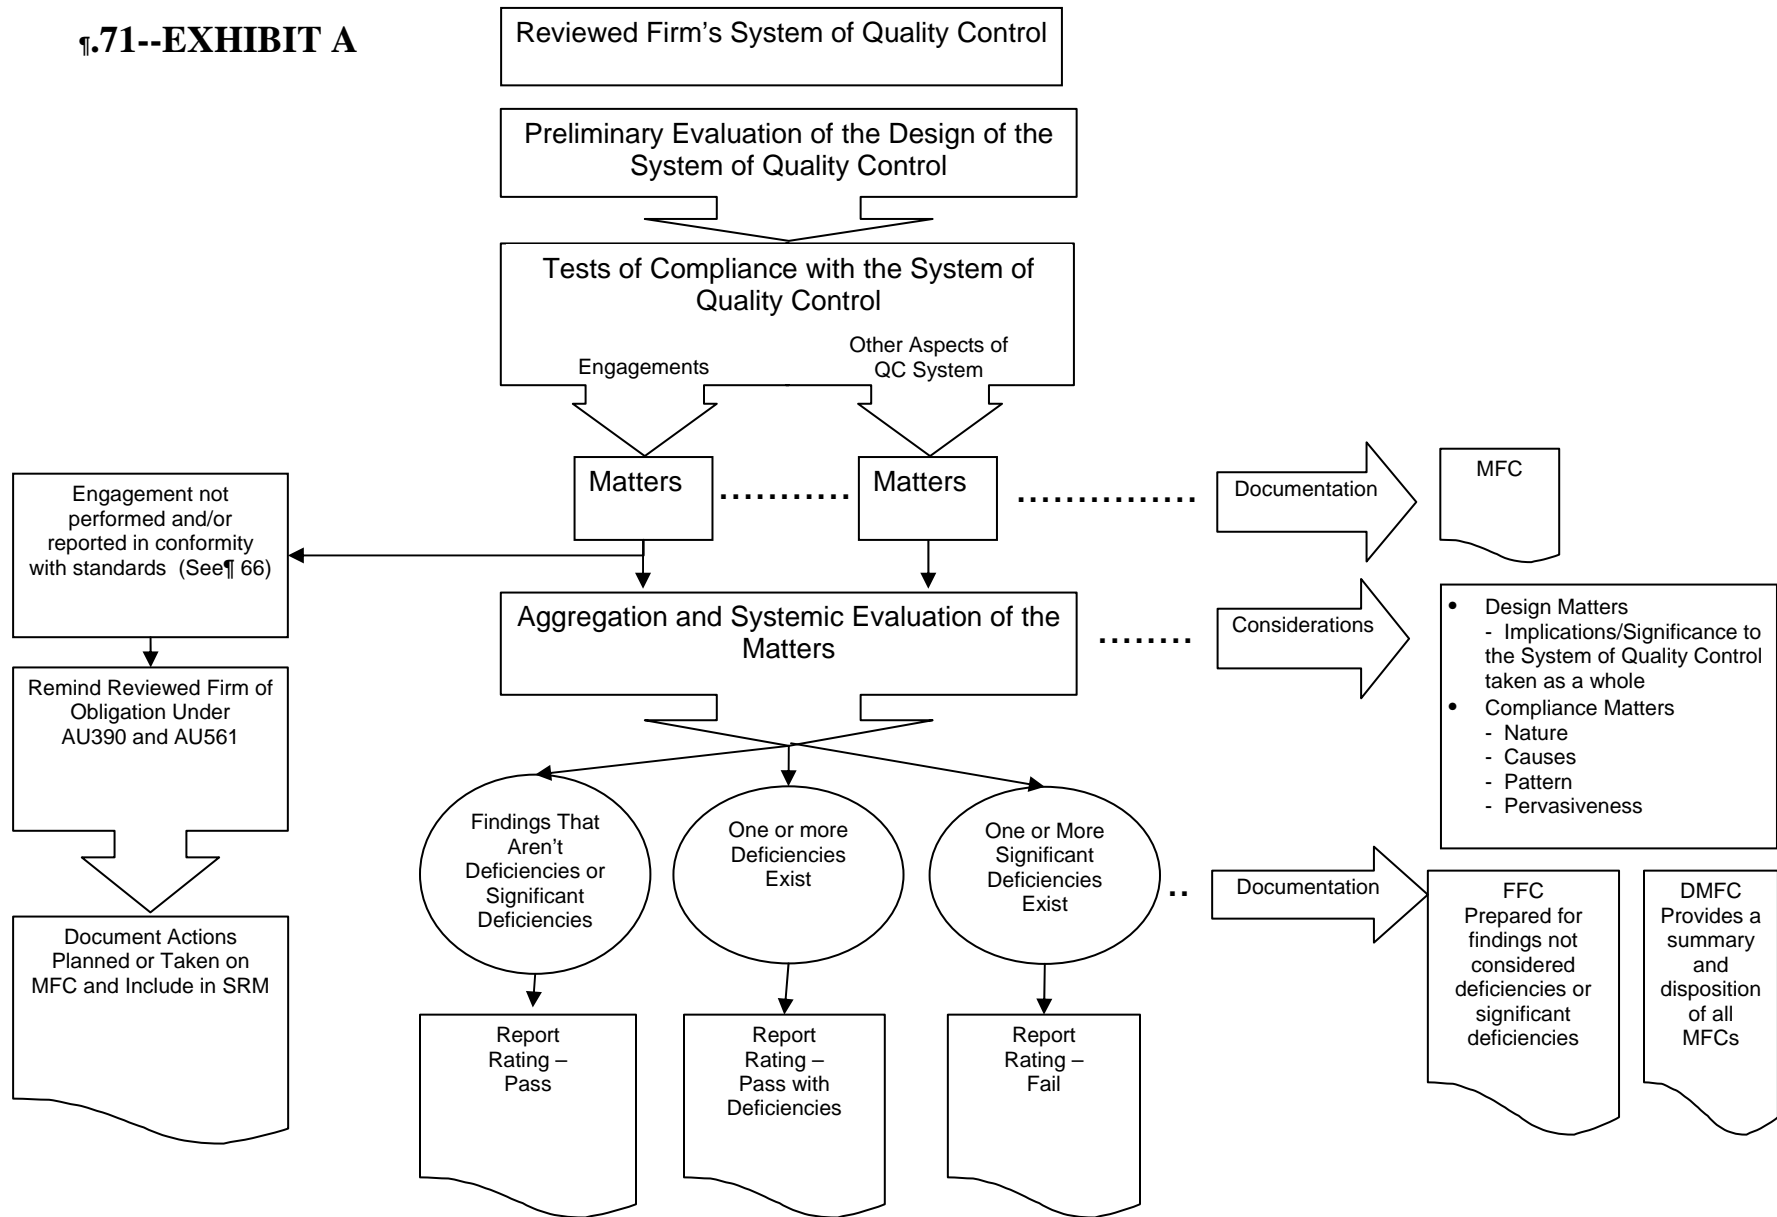 ¶.71--EXHIBIT A
Reviewed Firm's System of Quality Control
Preliminary Evaluation of the Design of the
System of Quality Control
Tests of Compliance with the System of
Quality Control
Engagements
Other Aspects of
QC System
Matters
Matters
Documentation
MFC
Engagement not
performed and/or
reported in conformity
with standards (See¶ 66)
Remind Reviewed Firm of
Obligation Under
AU390 and AU561
Document Actions
Planned or Taken on
MFC and Include in SRM
Aggregation and Systemic Evaluation of the
Matters
Considerations
• Design Matters
- Implications/Significance to
the System of Quality Control
taken as a whole
• Compliance Matters
- Nature
- Causes
- Pattern
- Pervasiveness
Findings That
Aren't
Deficiencies or
Significant
Deficiencies
One or more
Deficiencies
Exist
One or More
Significant
Deficiencies
Exist
Documentation
FFC
Prepared for
findings not
considered
deficiencies or
significant
deficiencies
DMFC
Provides a
summary
and
disposition
of all
MFCs
Report
Rating –
Pass
Report
Rating –
Pass with
Deficiencies
Report
Rating –
Fail